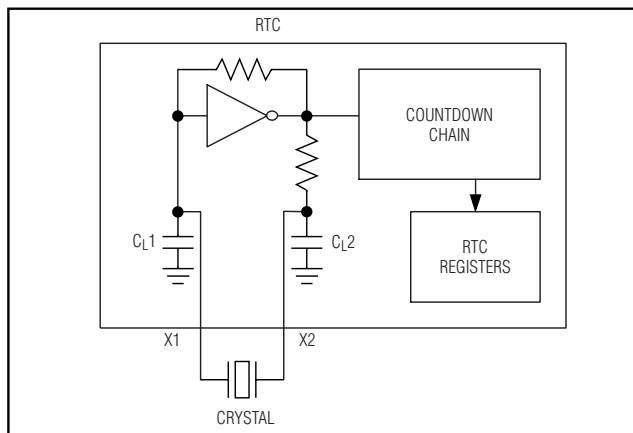 RTC
COUNTDOWN
CHAIN
CL1
CL2
RTC
REGISTERS
X1
X2
CRYSTAL